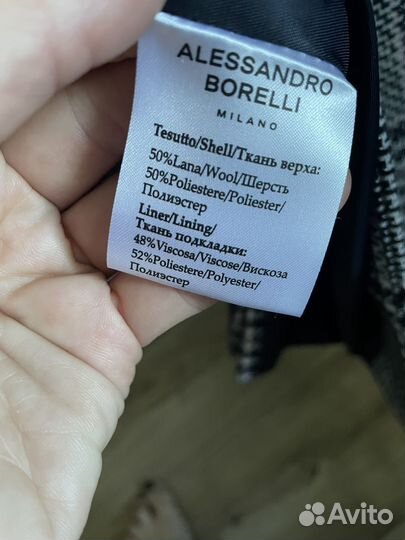 ALESSANDRO
BORELLI
MILANO
Tesutto/Shell/Ткань верха:
50%Lana/Wool/Шерсть
50%Poliestere/Poliester/
Полиэстер
Liner/Lining/
Ткань подкладки:
48%Viscosa/Viscose/Вискоза
52%Poliestere/Polyester/
Полиэстер
Avito